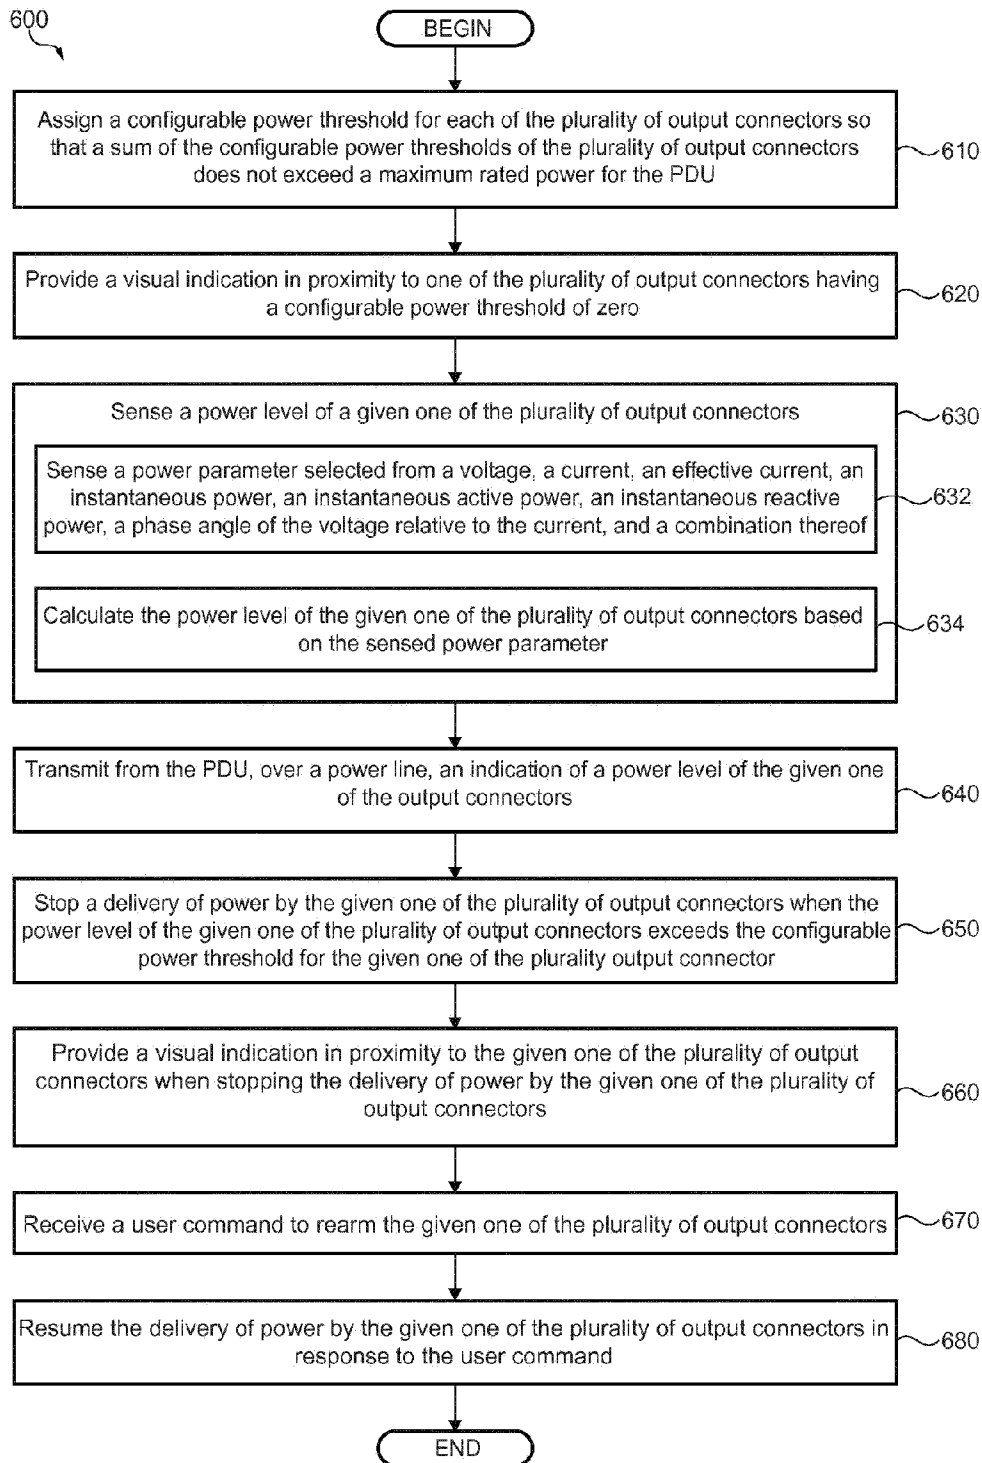 600
BEGIN
Assign a configurable power threshold for each of the plurality of output connectors so
that a sum of the configurable power thresholds of the plurality of output connectors
does not exceed a maximum rated power for the PDU
610
Provide a visual indication in proximity to one of the plurality of output connectors having
a configurable power threshold of zero
620
Sense a power level of a given one of the plurality of output connectors
630
Sense a power parameter selected from a voltage, a current, an effective current, an
instantaneous power, an instantaneous active power, an instantaneous reactive
power, a phase angle of the voltage relative to the current, and a combination thereof
632
Calculate the power level of the given one of the plurality of output connectors based
on the sensed power parameter
634
Transmit from the PDU, over a power line, an indication of a power level of the given one
of the output connectors
640
Stop a delivery of power by the given one of the plurality of output connectors when the
power level of the given one of the plurality of output connectors exceeds the configurable
power threshold for the given one of the plurality output connector
650
Provide a visual indication in proximity to the given one of the plurality of output
connectors when stopping the delivery of power by the given one of the plurality of
output connectors
660
Receive a user command to rearm the given one of the plurality of output connectors
670
Resume the delivery of power by the given one of the plurality of output connectors in
response to the user command
680
END